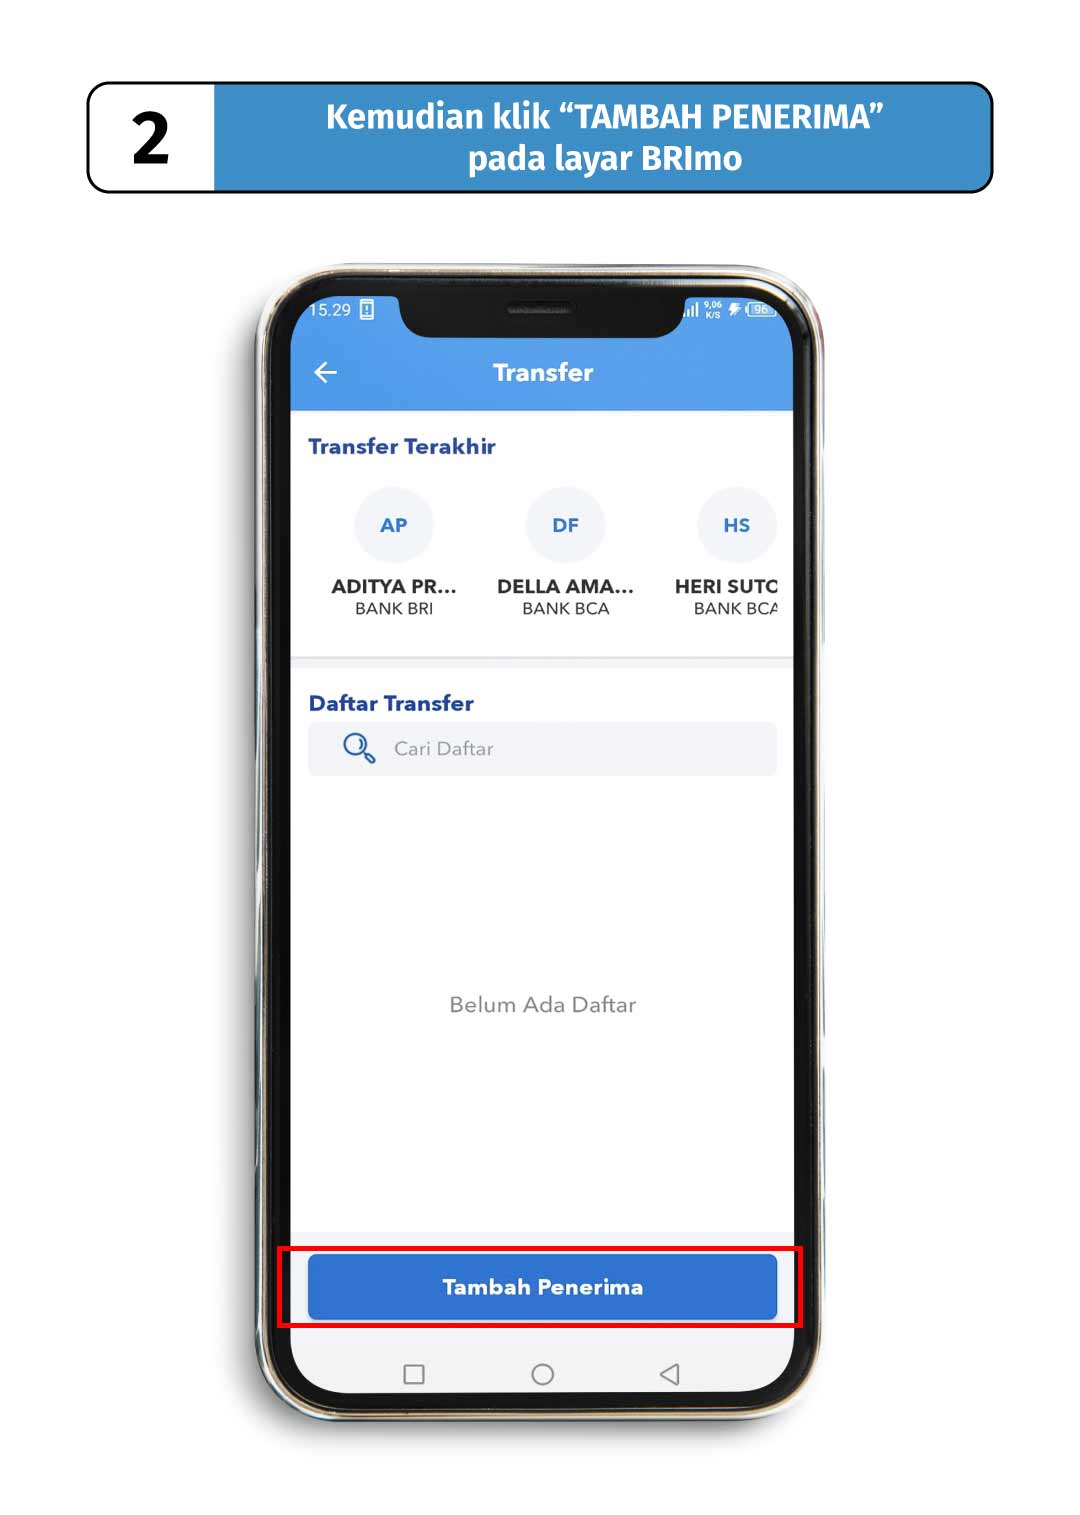 2
Kemudian klik “TAMBAH PENERIMA”
pada layar BRImo
15.29
9,06
K/S
96
Transfer
Transfer Terakhir
AP
DF
HS
ADITYA PR...
DELLA AMA...
HERI SUTO
BANK BRI
BANK BCA
BANK BCA
Daftar Transfer
Cari Daftar
Belum Ada Daftar
Tambah Penerima